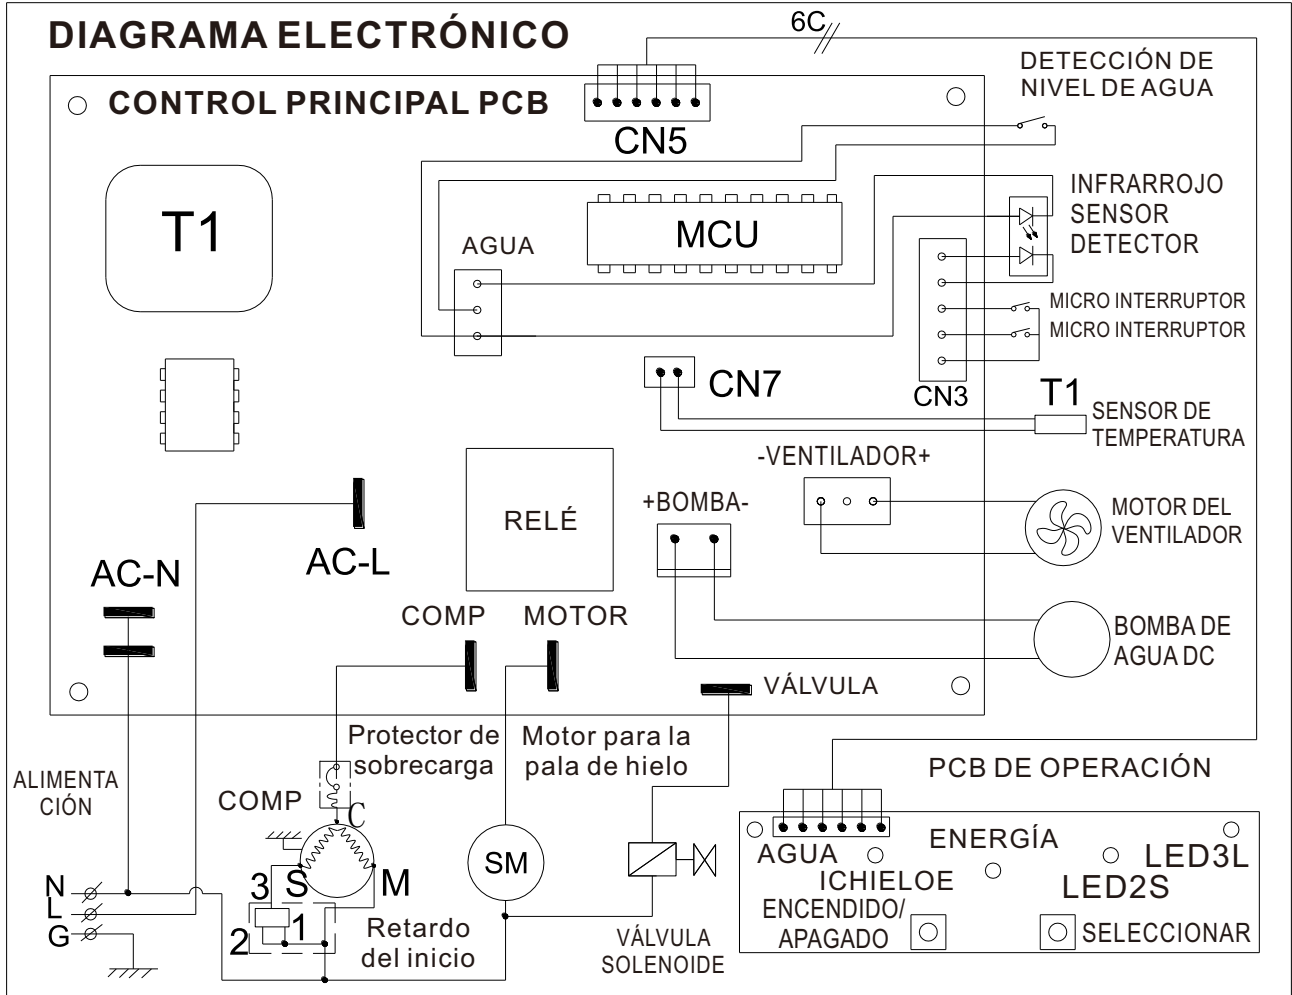 DIAGRAMA ELECTRÓNICO
6C
DETECCIÓN DE
NIVEL DE AGUA
CONTROL PRINCIPAL PCB
CN5
T1
MCU
INFRARROJO
SENSOR
DETECTOR
AGUA
MICRO INTERRUPTOR
MICRO INTERRUPTOR
CN7
CN3
T1
SENSOR DE
TEMPERATURA
-VENTILADOR+
+BOMBA-
RELÉ
MOTOR DEL
VENTILADOR
AC-N
AC-L
COMP
MOTOR
BOMBA DE
AGUA DC
VÁLVULA
Protector de
sobrecarga
Motor para la
pala de hielo
PCB DE OPERACIÓN
ALIMENTA
CIÓN
COMP
C
SM
AGUA
ENERGÍA
LED3L
ICHIELOE
LED2S
ENCENDIDO/
APAGADO
SELECCIONAR
N
L
G
3
S
M
2
1
Retardo
del inicio
VÁLVULA
SOLENOIDE